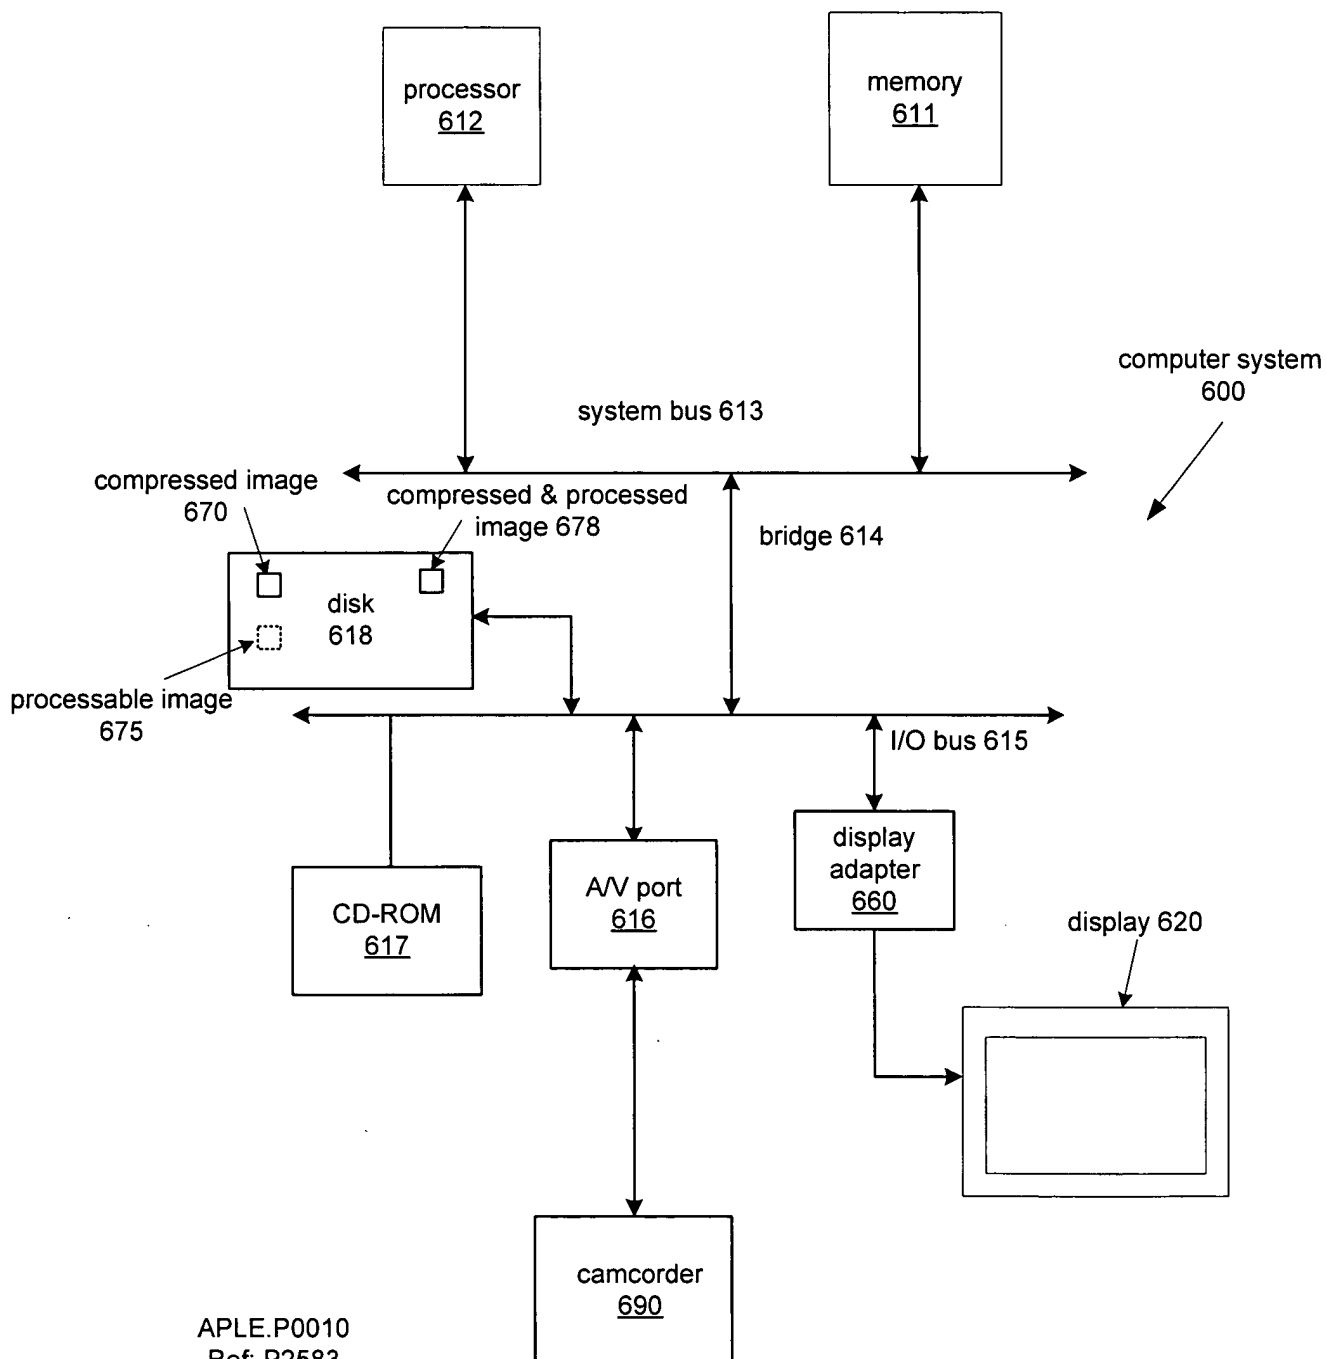 processor
612
memory
611
computer system
600
system bus 613
compressed image
670
compressed & processed
image 678
bridge 614
disk
618
processable image
675
I/O bus 615
display
adapter
660
A/V port
616
CD-ROM
617
display 620
camcorder
690
APLE.P0010
Ref: P2583